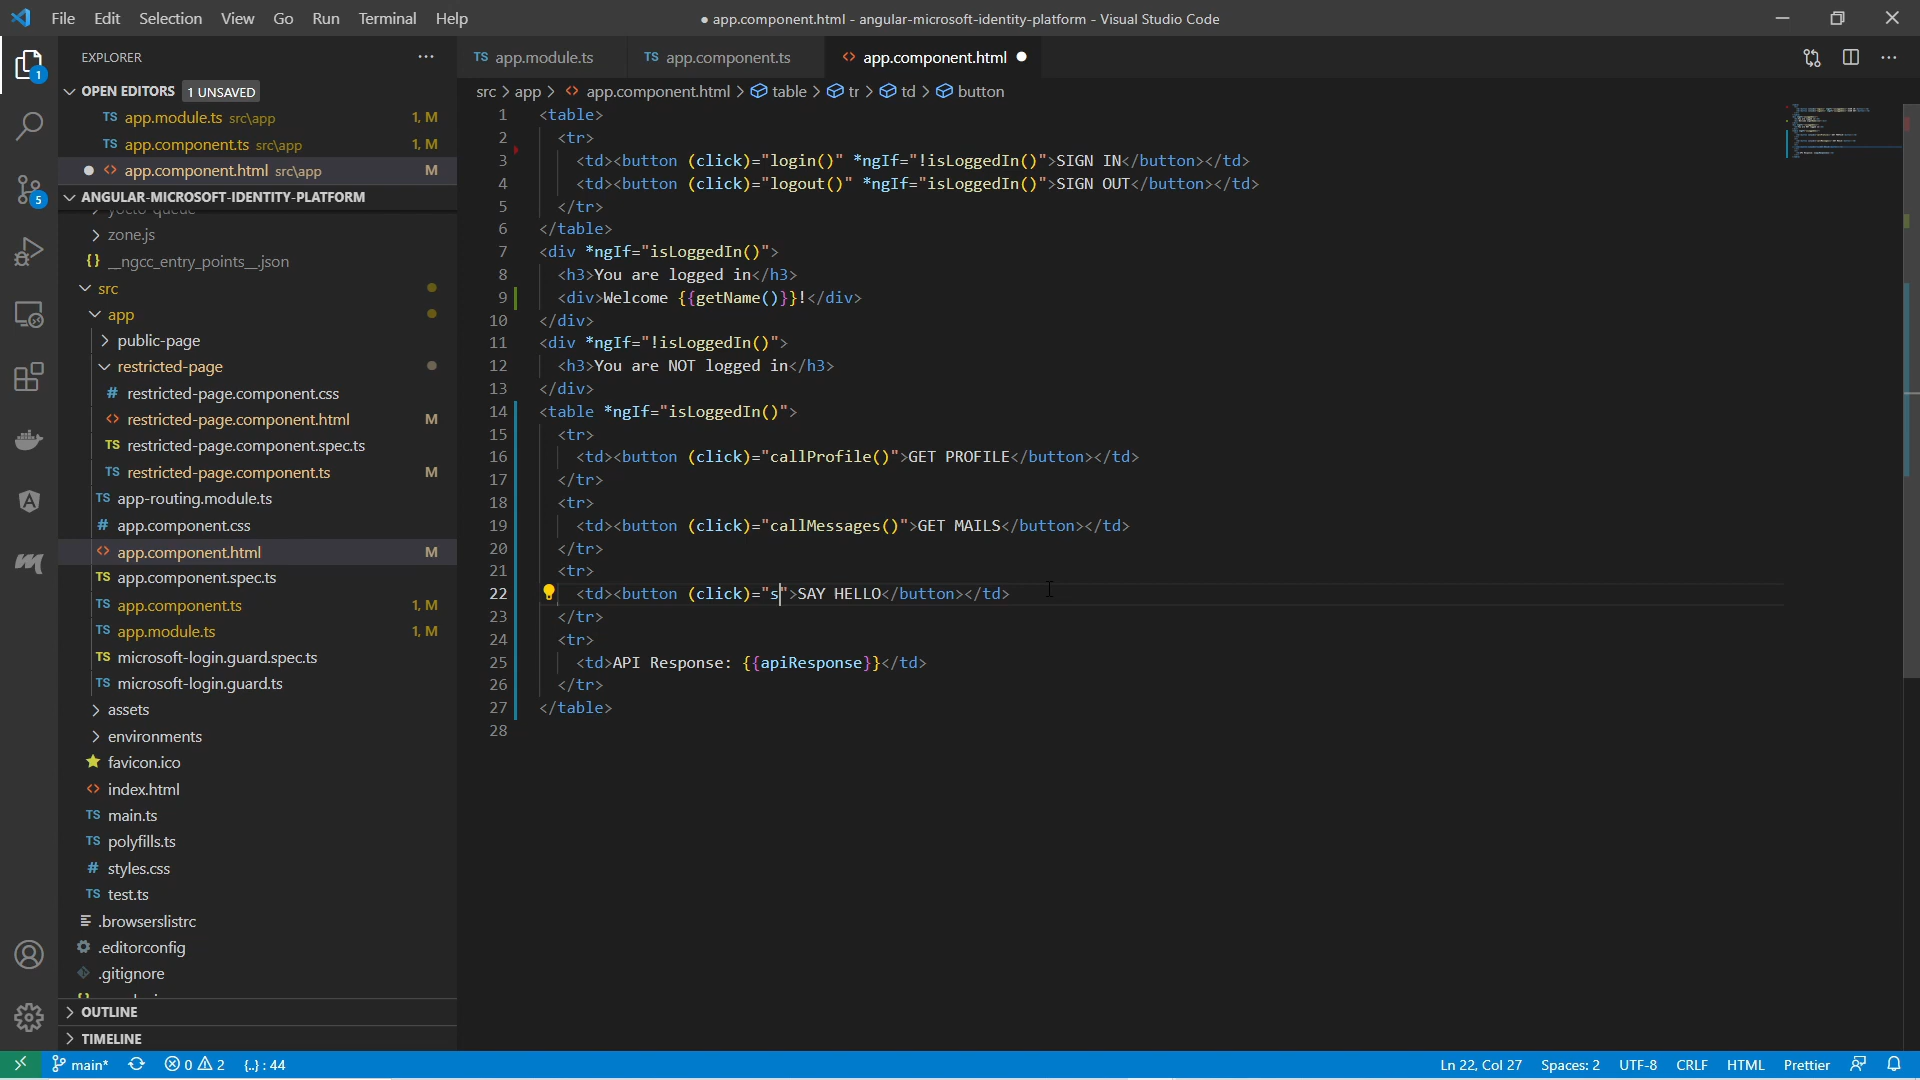 File Edit Selection View Go Run Terminal Help
● app.component.html - angular-microsoft-identity-platform - Visual Studio Code
EXPLORER
OPEN EDITORS 1 UNSAVED
TS app.module.ts src\app 1, M
TS app.component.ts src\app 1, M
<> app.component.html src\app M
ANGULAR-MICROSOFT-IDENTITY-PLATFORM
yocto-queue
zone.js
{} __ngcc_entry_points__.json
src
app
public-page
restricted-page
# restricted-page.component.css
<> restricted-page.component.html M
TS restricted-page.component.spec.ts
TS restricted-page.component.ts M
TS app-routing.module.ts
# app.component.css
<> app.component.html M
TS app.component.spec.ts
TS app.component.ts 1, M
TS app.module.ts 1, M
TS microsoft-login.guard.spec.ts
TS microsoft-login.guard.ts
assets
environments
favicon.ico
<> index.html
TS main.ts
TS polyfills.ts
# styles.css
TS test.ts
.browserslistrc
.editorconfig
.gitignore
OUTLINE
TIMELINE
1
5
TS app.module.ts TS app.component.ts <> app.component.html
src > app > <> app.component.html > table > tr > td > button
1 <table>
2 <tr>
3 <td><button (click)="login()" *ngIf="!isLoggedIn()">SIGN IN</button></td>
4 <td><button (click)="logout()" *ngIf="isLoggedIn()">SIGN OUT</button></td>
5 </tr>
6 </table>
7 <div *ngIf="isLoggedIn()">
8 <h3>You are logged in</h3>
9 <div>Welcome {{getName()}}!</div>
10 </div>
11 <div *ngIf="!isLoggedIn()">
12 <h3>You are NOT logged in</h3>
13 </div>
14 <table *ngIf="isLoggedIn()">
15 <tr>
16 <td><button (click)="callProfile()">GET PROFILE</button></td>
17 </tr>
18 <tr>
19 <td><button (click)="callMessages()">GET MAILS</button></td>
20 </tr>
21 <tr>
22 <td><button (click)="s">SAY HELLO</button></td>
23 </tr>
24 <tr>
25 <td>API Response: {{apiResponse}}</td>
26 </tr>
27 </table>
28
main* 0 2 {..} : 44 Ln 22, Col 27 Spaces: 2 UTF-8 CRLF HTML Prettier